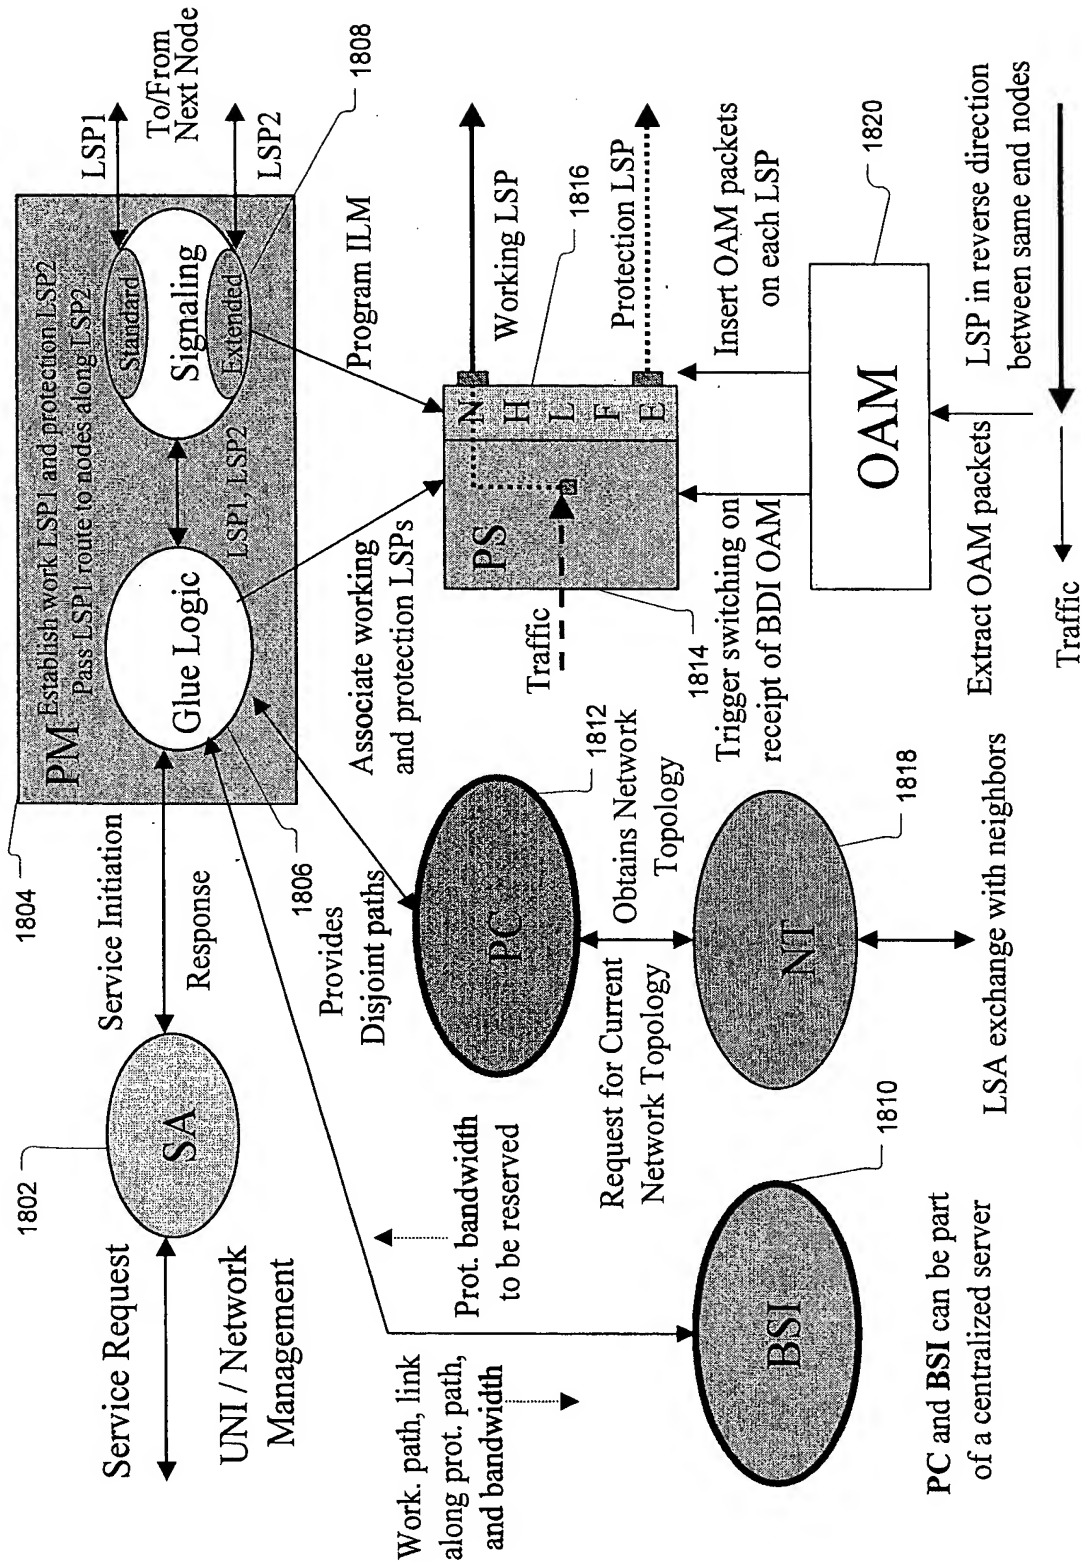 1804
PM
Establish work LSP1 and protection LSP2
Pass LSP1 route to nodes along LSP2
Standard
Signaling
Extended
Glue Logic
LSP1, LSP2
LSP1
To/From
Next Node
LSP2
1808
1802
SA
Service Request
UNI / Network
Management
Service Initiation
Response
1806
Provides
Disjoint paths
Associate working
and protection LSPs
Program ILM
PS
N
H
L
F
E
Working LSP
1816
Protection LSP
Traffic
1814
Trigger switching on
receipt of BDI OAM
Insert OAM packets
on each LSP
1820
OAM
Extract OAM packets
LSP in reverse direction
between same end nodes
Traffic
PC
1812
Request for Current
Network Topology
Obtains Network
Topology
NT
1818
LSA exchange with neighbors
Work. path, link
along prot. path,
and bandwidth
Prot. bandwidth
to be reserved
BSI
1810
PC and BSI can be part
of a centralized server